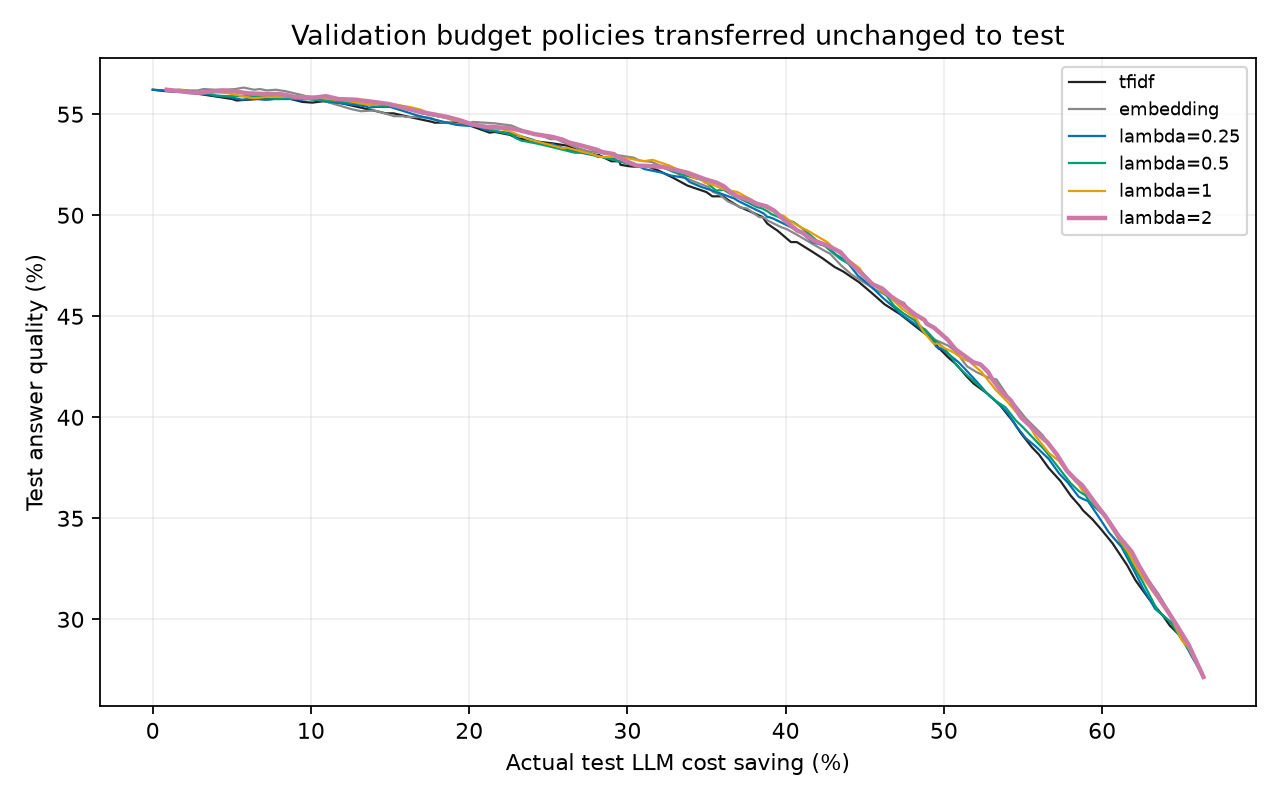 Validation budget policies transferred unchanged to test
tfidf
embedding
lambda=0.25
lambda=0.5
lambda=1
lambda=2
Test answer quality (%)
55
50
45
40
35
30
0 10 20 30 40 50 60
Actual test LLM cost saving (%)